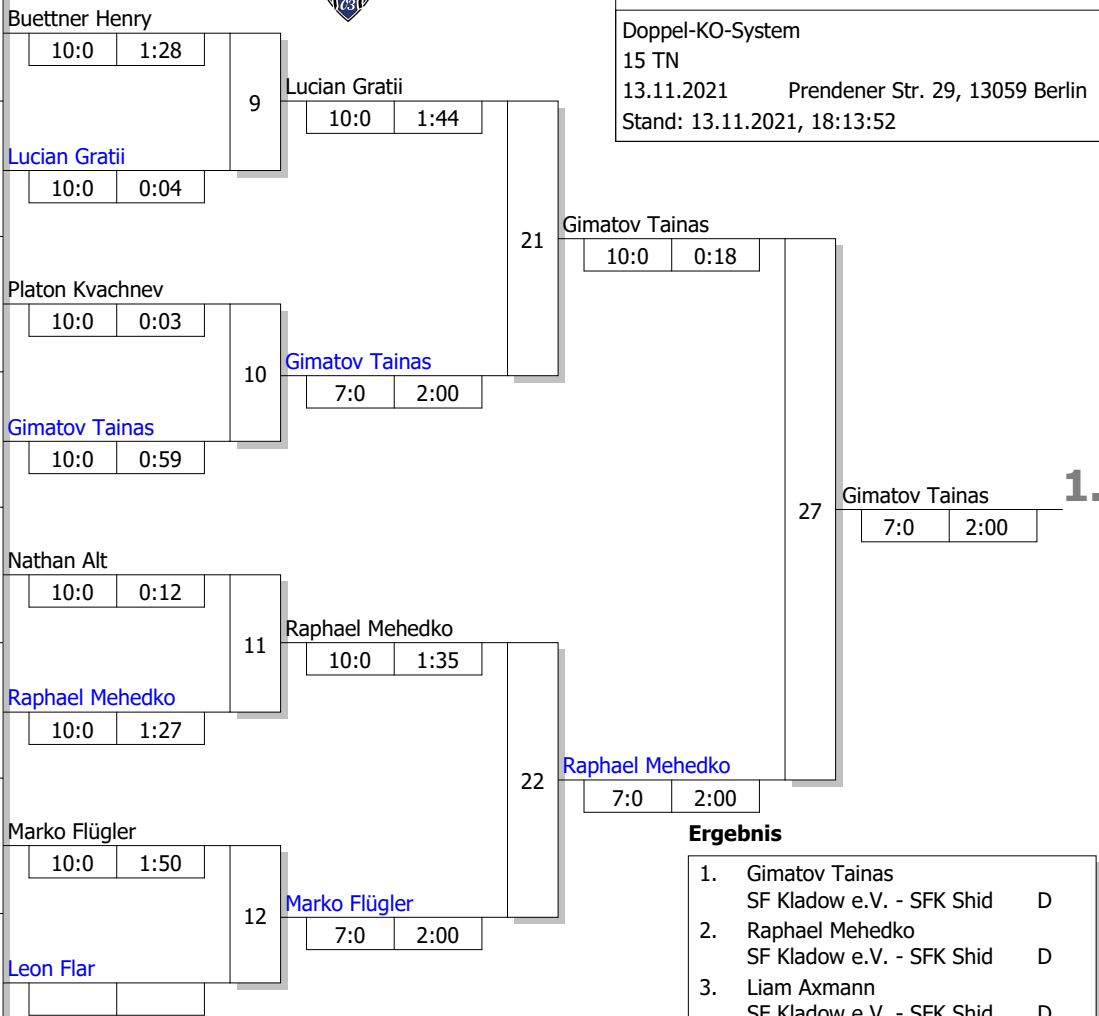 Buettner Henry
10:0 1:28
Doppel-KO-System
15 TN
13.11.2021 Prendener Str. 29, 13059 Berlin
Stand: 13.11.2021, 18:13:52
9
Lucian Gratii
10:0 1:44
Lucian Gratii
10:0 0:04
21
Gimatov Tainas
10:0 0:18
Platon Kvachnev
10:0 0:03
10
Gimatov Tainas
7:0 2:00
Gimatov Tainas
10:0 0:59
27
Gimatov Tainas
1.
7:0 2:00
Nathan Alt
10:0 0:12
11
Raphael Mehedko
10:0 1:35
Raphael Mehedko
10:0 1:27
22
Raphael Mehedko
7:0 2:00
Marko Flügler
10:0 1:50
12
Marko Flügler
7:0 2:00
Leon Flar
Ergebnis
1. Gimatov Tainas
SF Kladow e.V. - SFK Shid D
2. Raphael Mehedko
SF Kladow e.V. - SFK Shid D
3. Liam Axmann
SF Kladow e.V. - SFK Shid D